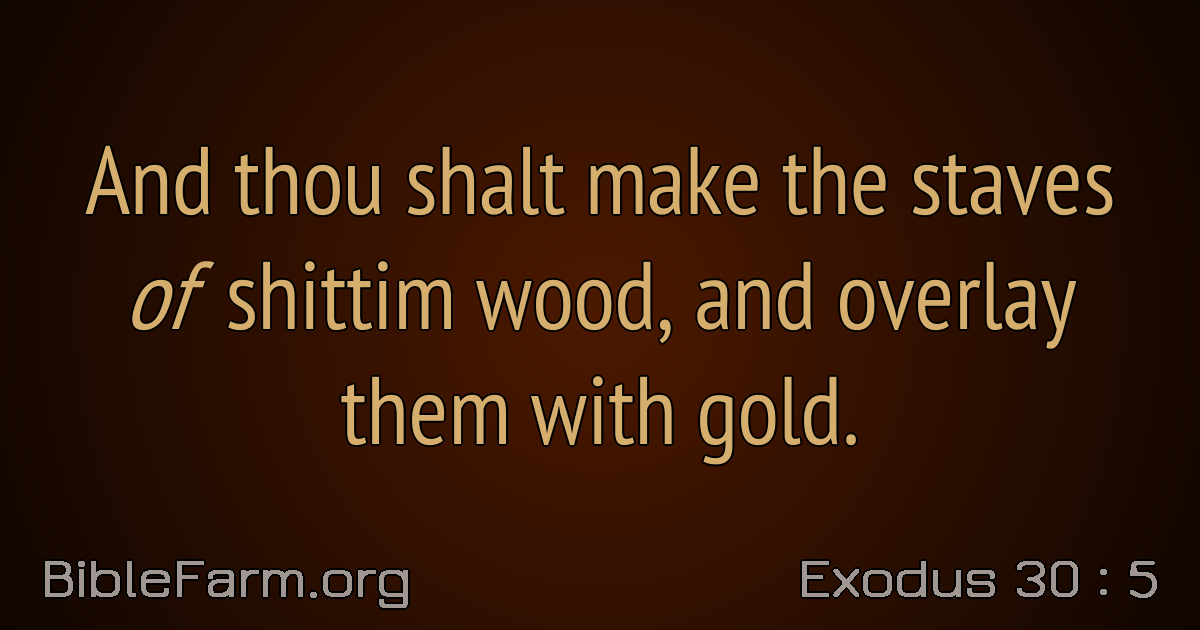 And thou shalt make the staves
of shittim wood, and overlay
them with gold.
BibleFarm.org
Exodus 30 : 5